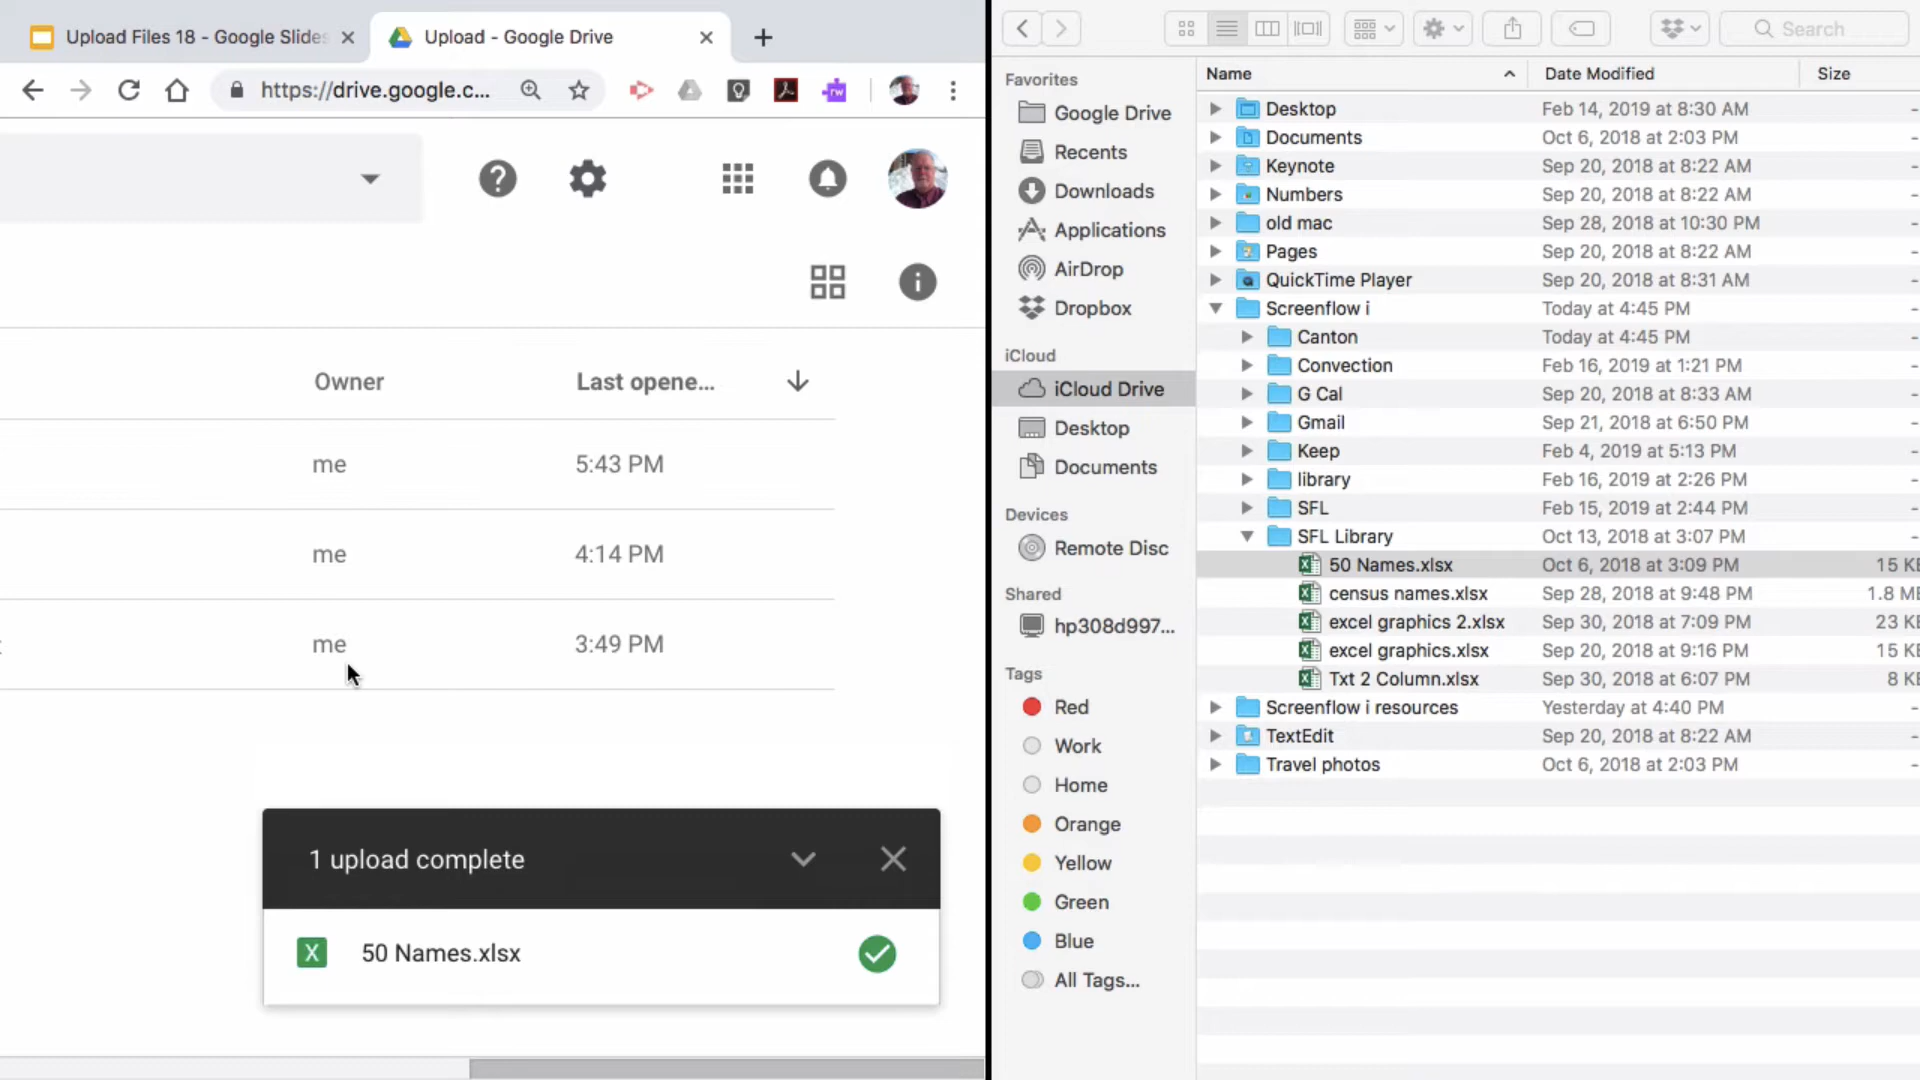 Upload Files 18 - Google Slides
Upload - Google Drive
https://drive.google.c...
Owner
Last opene...
me
5:43 PM
me
4:14 PM
me
3:49 PM
1 upload complete
X
50 Names.xlsx
Search
Favorites
Google Drive
Recents
Downloads
Applications
AirDrop
Dropbox
iCloud
iCloud Drive
Desktop
Documents
Devices
Remote Disc
Shared
hp308d997...
Tags
Red
Work
Home
Orange
Yellow
Green
Blue
All Tags...
Name
Date Modified
Size
Desktop
Feb 14, 2019 at 8:30 AM
Documents
Oct 6, 2018 at 2:03 PM
Keynote
Sep 20, 2018 at 8:22 AM
Numbers
Sep 20, 2018 at 8:22 AM
old mac
Sep 28, 2018 at 10:30 PM
Pages
Sep 20, 2018 at 8:22 AM
QuickTime Player
Sep 20, 2018 at 8:31 AM
Screenflow i
Today at 4:45 PM
Canton
Today at 4:45 PM
Convection
Feb 16, 2019 at 1:21 PM
G Cal
Sep 20, 2018 at 8:33 AM
Gmail
Sep 21, 2018 at 6:50 PM
Keep
Feb 4, 2019 at 5:13 PM
library
Feb 16, 2019 at 2:26 PM
SFL
Feb 15, 2019 at 2:44 PM
SFL Library
Oct 13, 2018 at 3:07 PM
50 Names.xlsx
Oct 6, 2018 at 3:09 PM
15 KB
census names.xlsx
Sep 28, 2018 at 9:48 PM
1.8 MB
excel graphics 2.xlsx
Sep 30, 2018 at 7:09 PM
23 KB
excel graphics.xlsx
Sep 20, 2018 at 9:16 PM
15 KB
Txt 2 Column.xlsx
Sep 30, 2018 at 6:07 PM
8 KB
Screenflow i resources
Yesterday at 4:40 PM
TextEdit
Sep 20, 2018 at 8:22 AM
Travel photos
Oct 6, 2018 at 2:03 PM